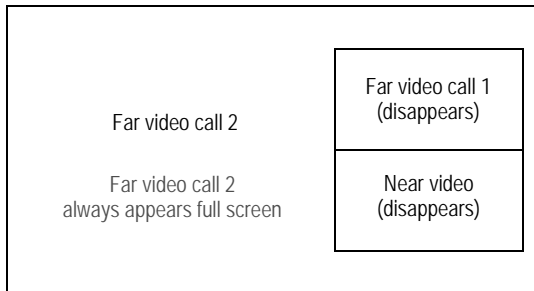 Far video call 2
Far video call 2
always appears full screen
Far video call 1
(disappears)
Near video
(disappears)